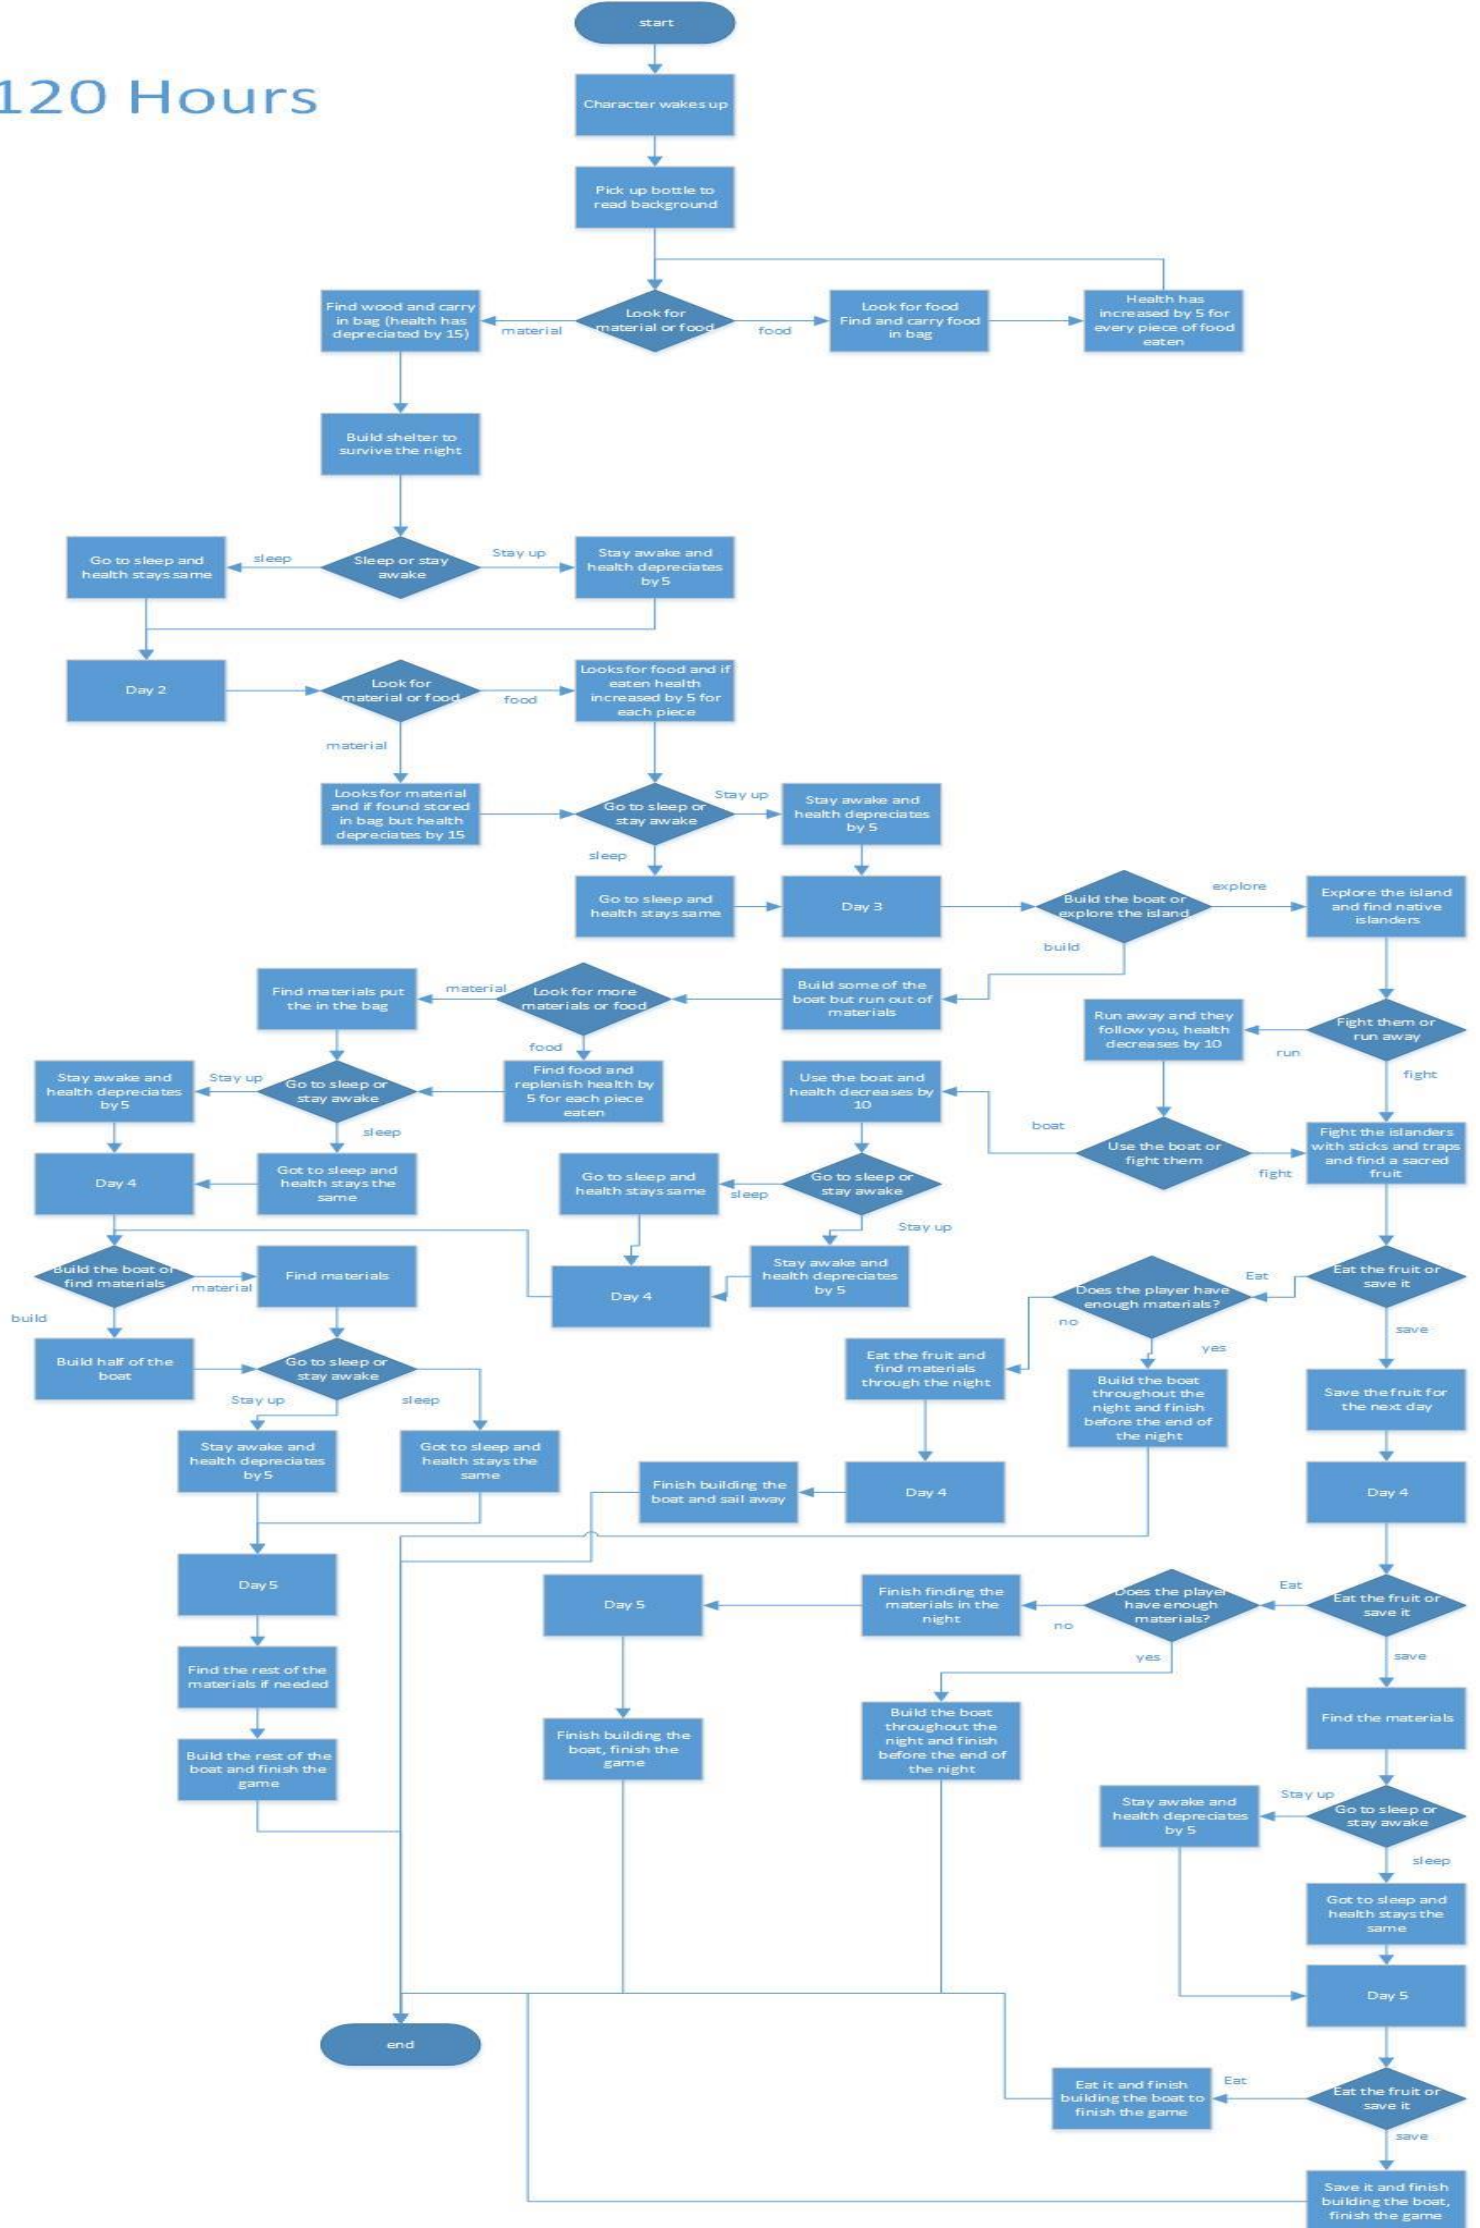 start
120 Hours
Character wakes up
Pick up bottle to
read background
Find wood and carry
in bag (health has
depreciated by 15)
material
Look for
material or food
food
Look for food
Find and carry food
in bag
Health has
increased by 5 for
every piece of food
eaten
Build shelter to
survive the night
Go to sleep and
health stays same
sleep
Sleep or stay
awake
Stay up
Stay awake and
health depreciates
by 5
Day 2
Look for
material or food
food
Looks for food and if
eaten health
increased by 5 for
each piece
material
Looks for material
and if found stored
in bag but health
depreciates by 15
Go to sleep or
stay awake
Stay up
Stay awake and
health depreciates
by 5
sleep
Go to sleep and
health stays same
Day 3
Build the boat or
explore the island
explore
Explore the island
and find native
islanders
build
Find materials put
the in the bag
material
Look for more
materials or food
Build some of the
boat but run out of
materials
Run away and they
follow you, health
decreases by 10
run
Fight them or
run away
fight
food
Stay awake and
health depreciates
by 5
Stay up
Go to sleep or
stay awake
Find food and
replenish health by
5 for each piece
eaten
Use the boat and
health decreases by
10
boat
Use the boat or
fight them
fight
Fight the islanders
with sticks and traps
and find a sacred
fruit
sleep
Day 4
Got to sleep and
health stays the
same
Go to sleep and
health stays same
sleep
Go to sleep or
stay awake
Stay up
Build the boat or
find materials
material
Find materials
Day 4
Stay awake and
health depreciates
by 5
Does the player have
enough materials?
Eat
Eat the fruit or
save it
no
yes
save
build
Build half of the
boat
Go to sleep or
stay awake
Eat the fruit and
find materials
through the night
Build the boat
throughout the
night and finish
before the end of
the night
Save the fruit for
the next day
Stay up
sleep
Stay awake and
health depreciates
by 5
Got to sleep and
health stays the
same
Finish building the
boat and sail away
Day 4
Day 4
Day 5
Day 5
Finish finding the
materials in the
night
no
Does the player
have enough
materials?
Eat
Eat the fruit or
save it
yes
save
Find the rest of the
materials if needed
Build the rest of the
boat and finish the
game
Finish building the
boat, finish the
game
Build the boat
throughout the
night and finish
before the end of
the night
Find the materials
Stay awake and
health depreciates
by 5
Stay up
Go to sleep or
stay awake
sleep
Got to sleep and
health stays the
same
Day 5
end
Eat it and finish
building the boat to
finish the game
Eat
Eat the fruit or
save it
save
Save it and finish
building the boat,
finish the game